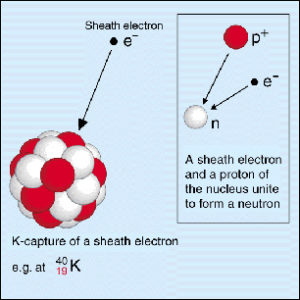 Sheath electron
e⁻
p⁺
e⁻
n
A sheath electron
and a proton of
the nucleus unite
to form a neutron
K-capture of a sheath electron
e.g. at ⁴⁰₁₉K